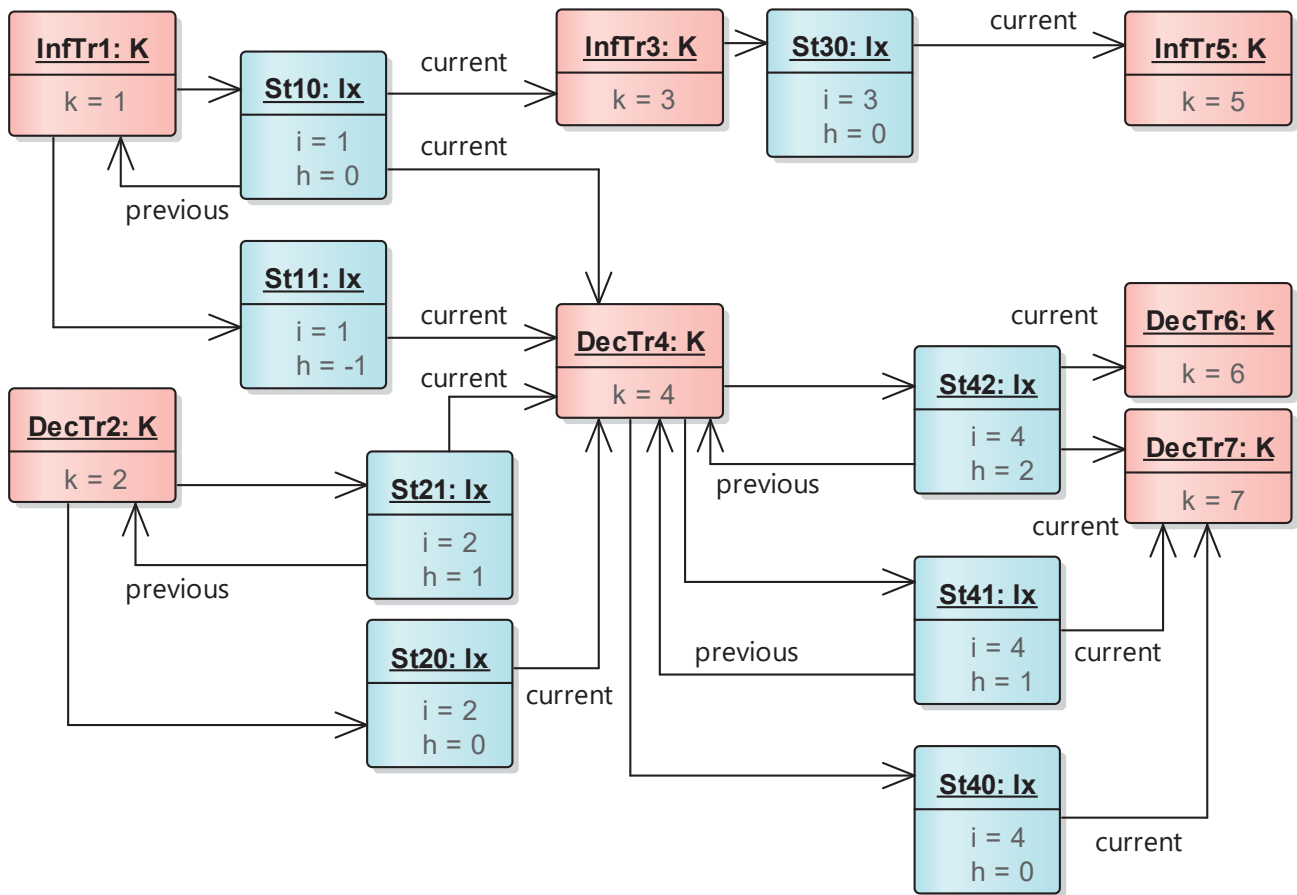 InfTr1: K
k = 1
St10: Ix
i = 1
h = 0
current
InfTr3: K
k = 3
St30: Ix
i = 3
h = 0
current
InfTr5: K
k = 5
current
previous
St11: Ix
i = 1
h = -1
current
DecTr4: K
k = 4
current
DecTr2: K
k = 2
St21: Ix
i = 2
h = 1
previous
St20: Ix
i = 2
h = 0
current
St42: Ix
i = 4
h = 2
current
DecTr6: K
k = 6
DecTr7: K
k = 7
previous
current
St41: Ix
i = 4
h = 1
previous
current
St40: Ix
i = 4
h = 0
current